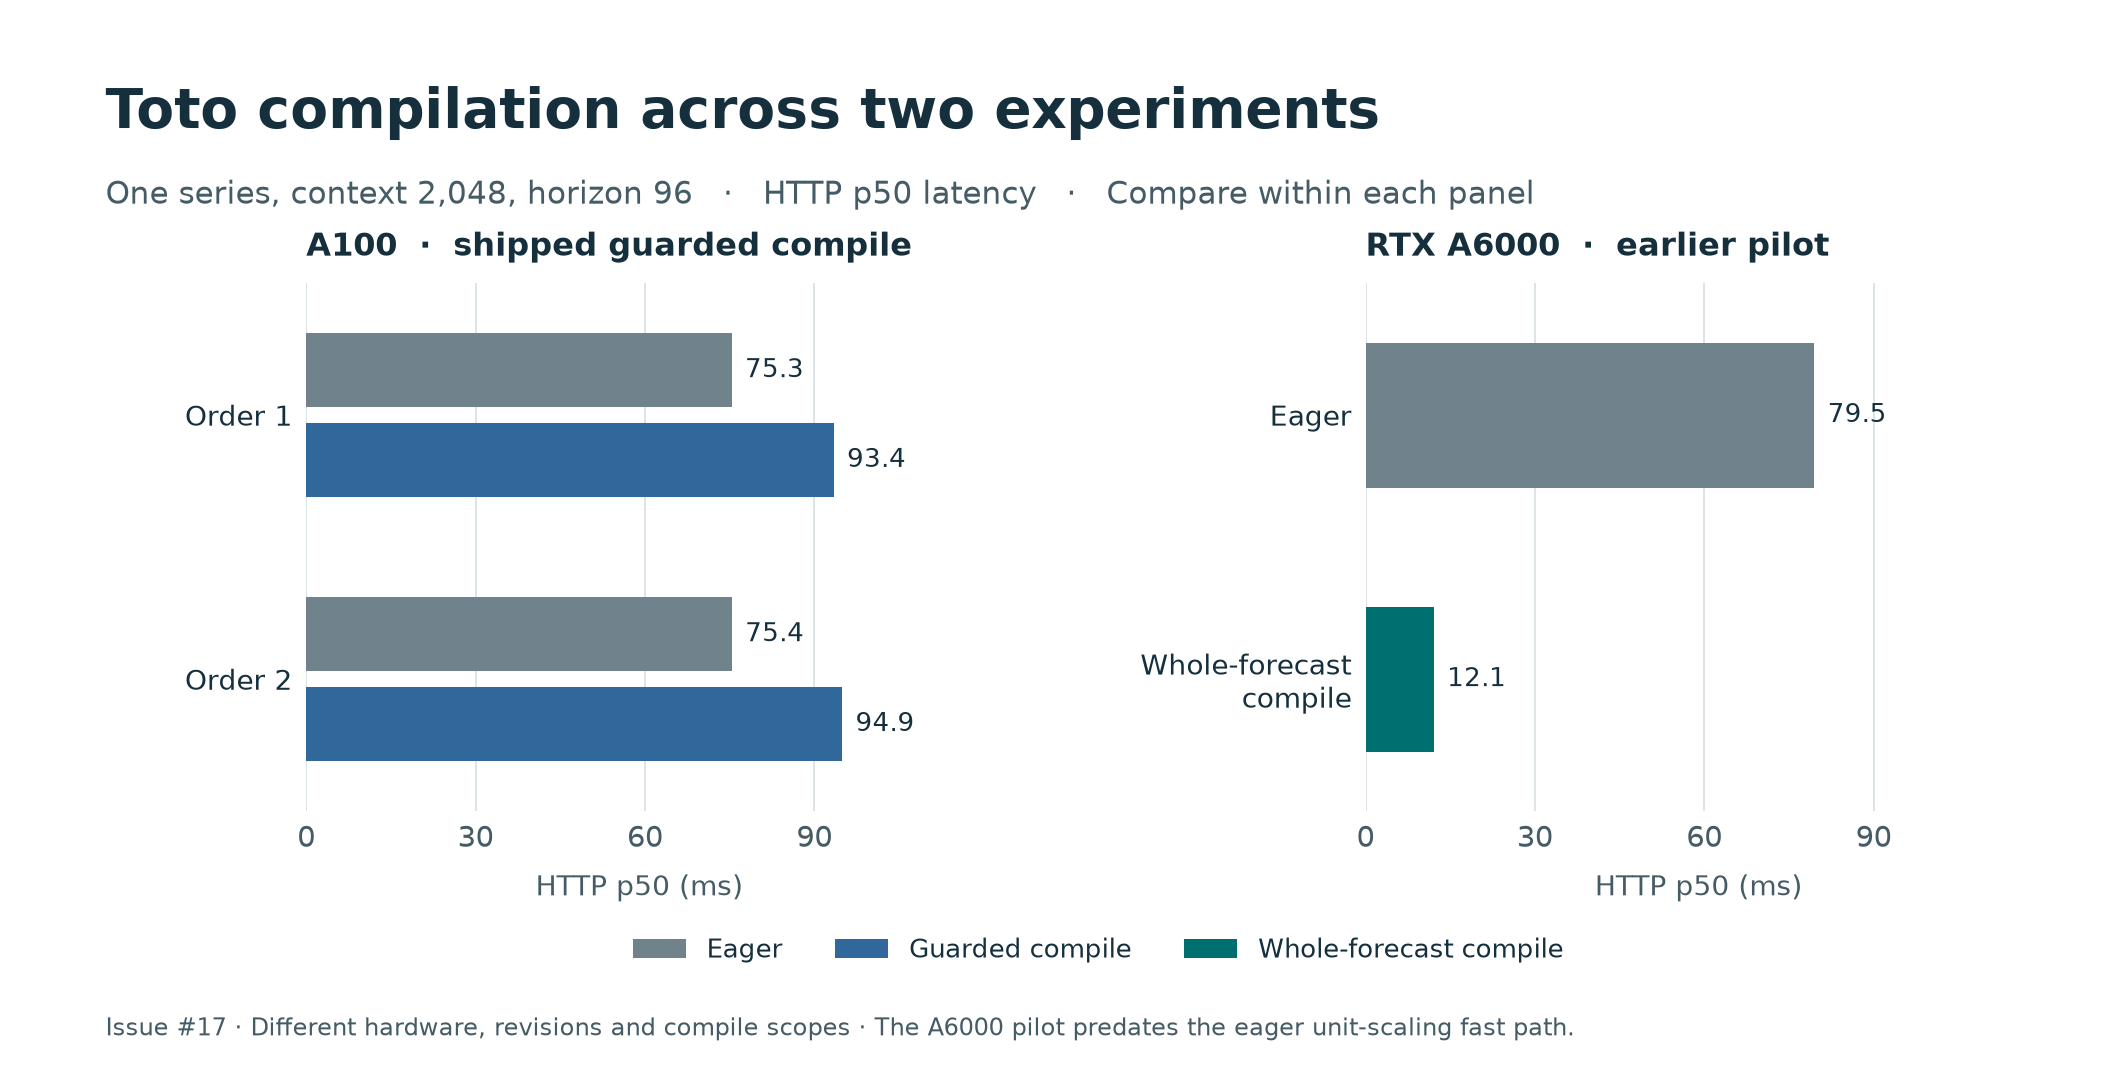 Toto compilation across two experiments
One series, context 2,048, horizon 96 · HTTP p50 latency · Compare within each panel
A100 · shipped guarded compile
75.3
Order 1
93.4
75.4
Order 2
94.9
0 30 60 90
HTTP p50 (ms)
RTX A6000 · earlier pilot
Eager
79.5
Whole-forecast
compile
12.1
0 30 60 90
HTTP p50 (ms)
Eager Guarded compile Whole-forecast compile
Issue #17 · Different hardware, revisions and compile scopes · The A6000 pilot predates the eager unit-scaling fast path.